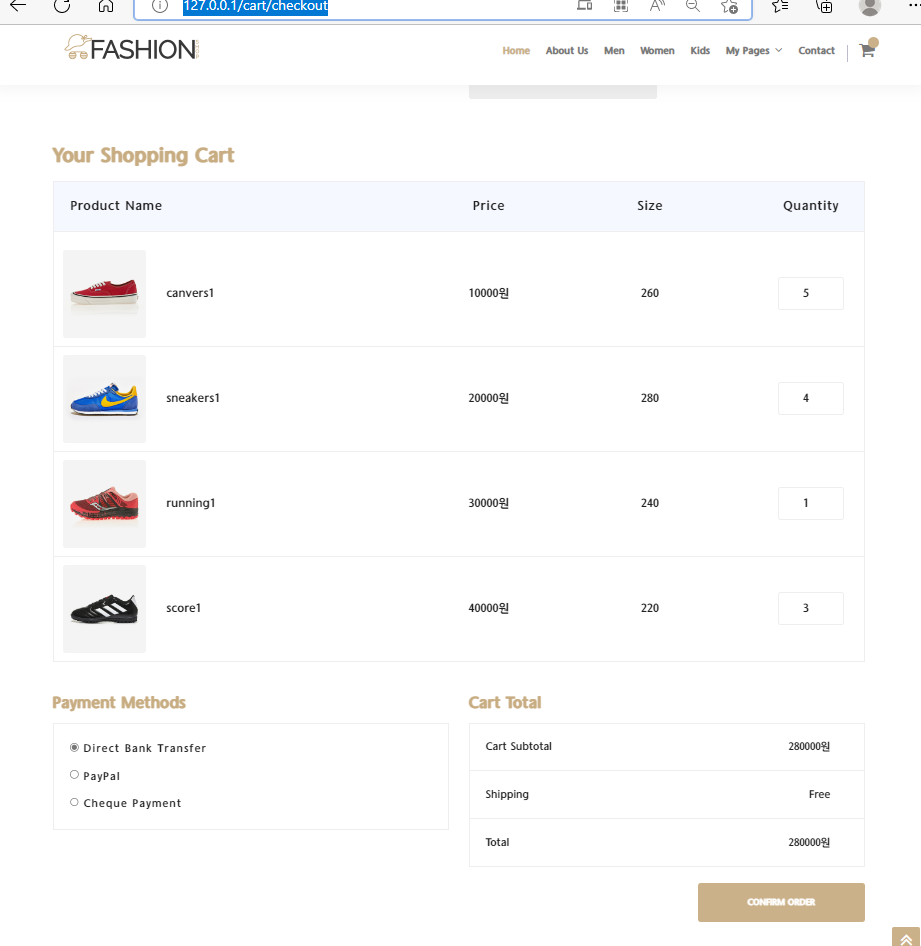 127.0.0.1/cart/checkout
FASHION
Home About Us Men Women Kids My Pages Contact
Your Shopping Cart
Product Name Price Size Quantity
canvers1 10000원 260 5
sneakers1 20000원 280 4
running1 30000원 240 1
score1 40000원 220 3
Payment Methods
Direct Bank Transfer
PayPal
Cheque Payment
Cart Total
Cart Subtotal 280000원
Shipping Free
Total 280000원
CONFIRM ORDER